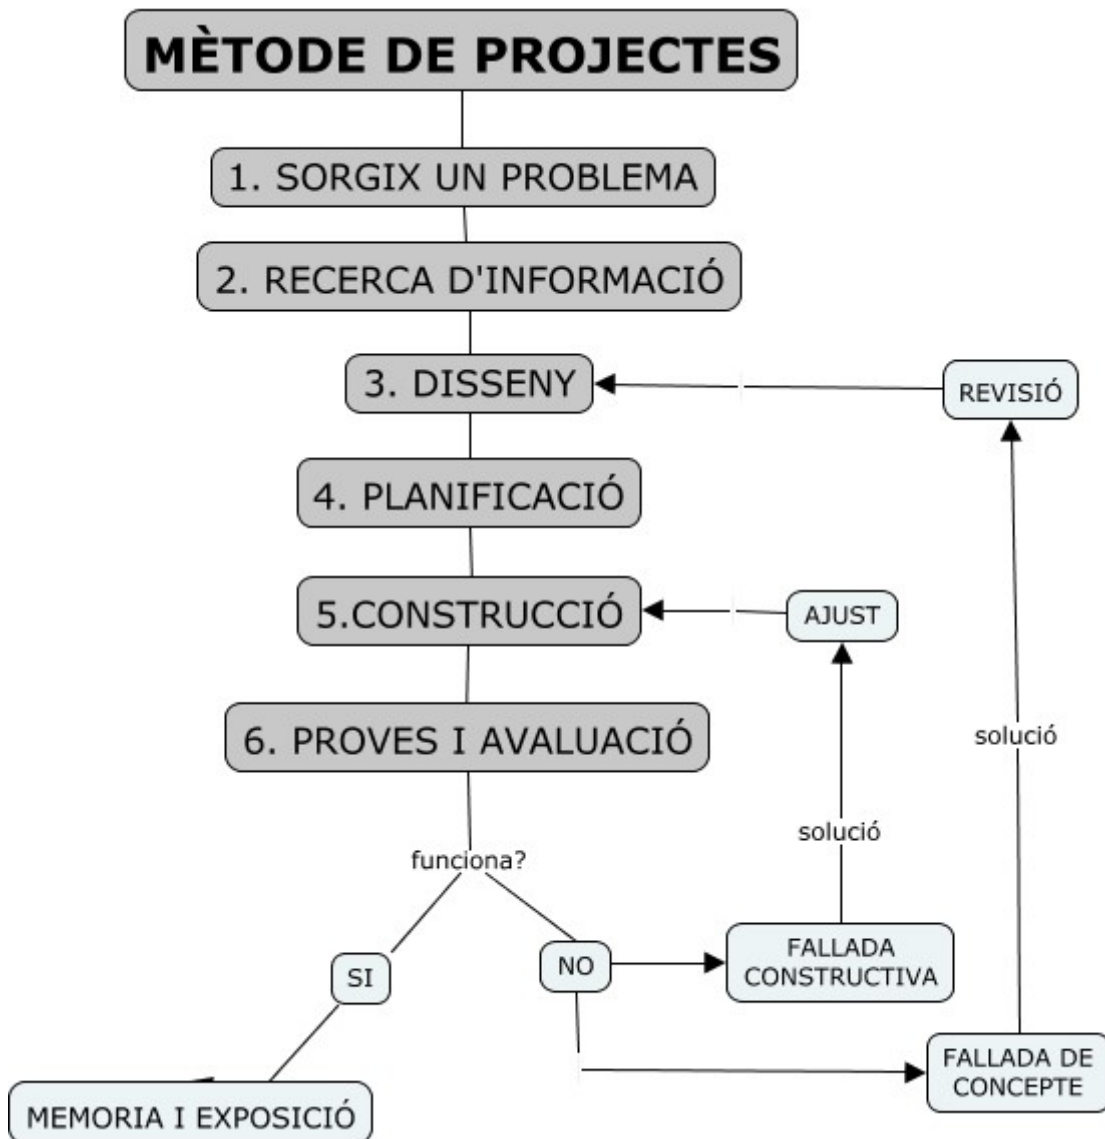 MÈTODE DE PROJECTES
1. SORGIX UN PROBLEMA
2. RECERCA D'INFORMACIÓ
3. DISSENY
REVISIÓ
4. PLANIFICACIÓ
5.CONSTRUCCIÓ
AJUST
6. PROVES I AVALUACIÓ
solució
solució
funciona?
SI
NO
FALLADA
CONSTRUCTIVA
FALLADA DE
CONCEPTE
MEMORIA I EXPOSICIÓ